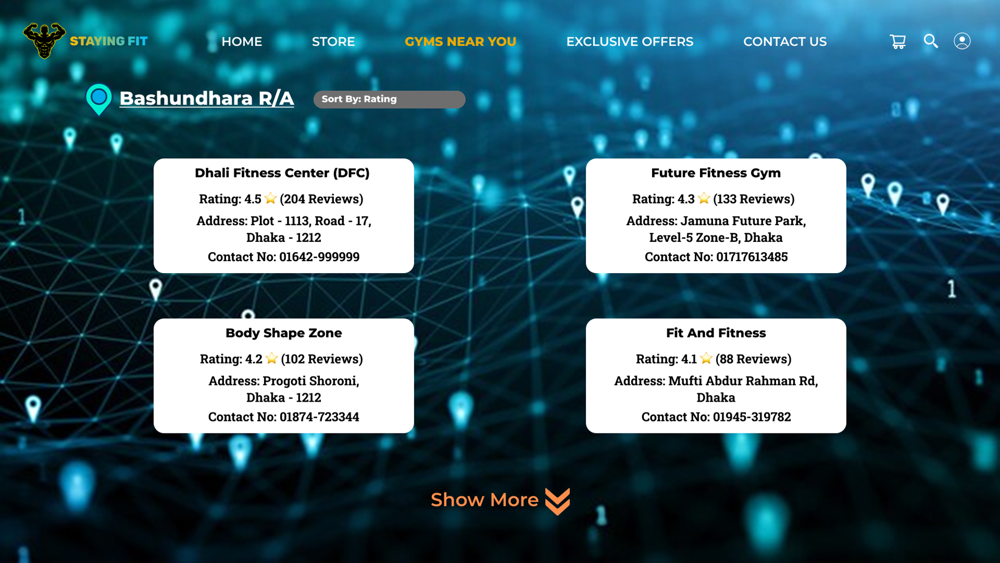 STAYING FIT
HOME
STORE
GYMS NEAR YOU
EXCLUSIVE OFFERS
CONTACT US
Bashundhara R/A
Sort By: Rating
Dhali Fitness Center (DFC)
Rating: 4.5 ⭐ (204 Reviews)
Address: Plot - 1113, Road - 17,
Dhaka - 1212
Contact No: 01642-999999
Future Fitness Gym
Rating: 4.3 ⭐ (133 Reviews)
Address: Jamuna Future Park,
Level-5 Zone-B, Dhaka
Contact No: 01717613485
Body Shape Zone
Rating: 4.2 ⭐ (102 Reviews)
Address: Progoti Shoroni,
Dhaka - 1212
Contact No: 01874-723344
Fit And Fitness
Rating: 4.1 ⭐ (88 Reviews)
Address: Mufti Abdur Rahman Rd,
Dhaka
Contact No: 01945-319782
Show More